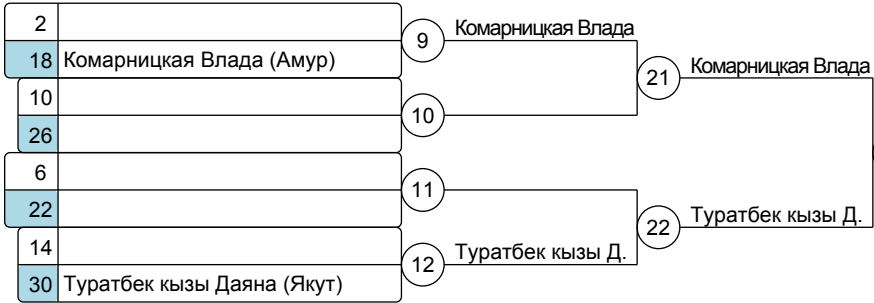 2
9 Комарницкая Влада
18 Комарницкая Влада (Амур)
21 Комарницкая Влада
10
10
26
6
11
22
22 Туратбек кызы Д.
14
12 Туратбек кызы Д.
30 Туратбек кызы Даяна (Якут)